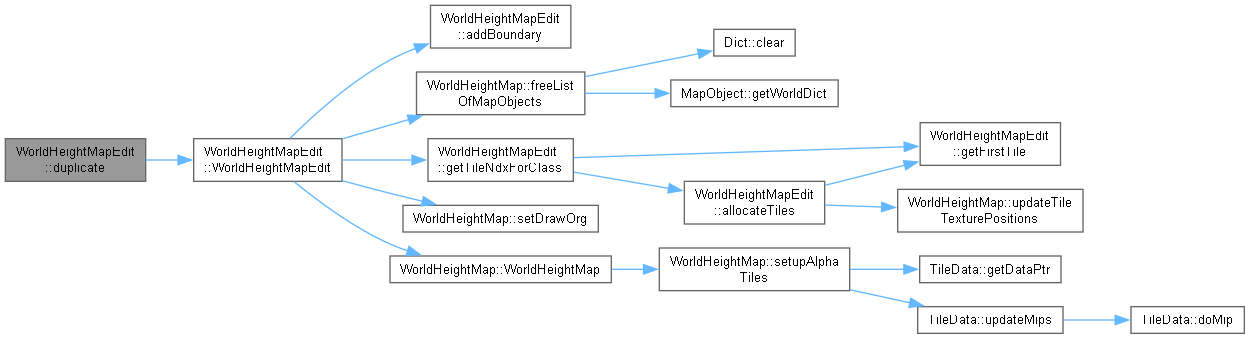 WorldHeightMapEdit
::duplicate
WorldHeightMapEdit
::WorldHeightMapEdit
WorldHeightMapEdit
::addBoundary
WorldHeightMap::freeList
OfMapObjects
Dict::clear
MapObject::getWorldDict
WorldHeightMapEdit
::getTileNdxForClass
WorldHeightMapEdit
::getFirstTile
WorldHeightMapEdit
::allocateTiles
WorldHeightMap::updateTile
TexturePositions
WorldHeightMap::setDrawOrg
WorldHeightMap::WorldHeightMap
WorldHeightMap::setupAlpha
Tiles
TileData::getDataPtr
TileData::updateMips
TileData::doMip